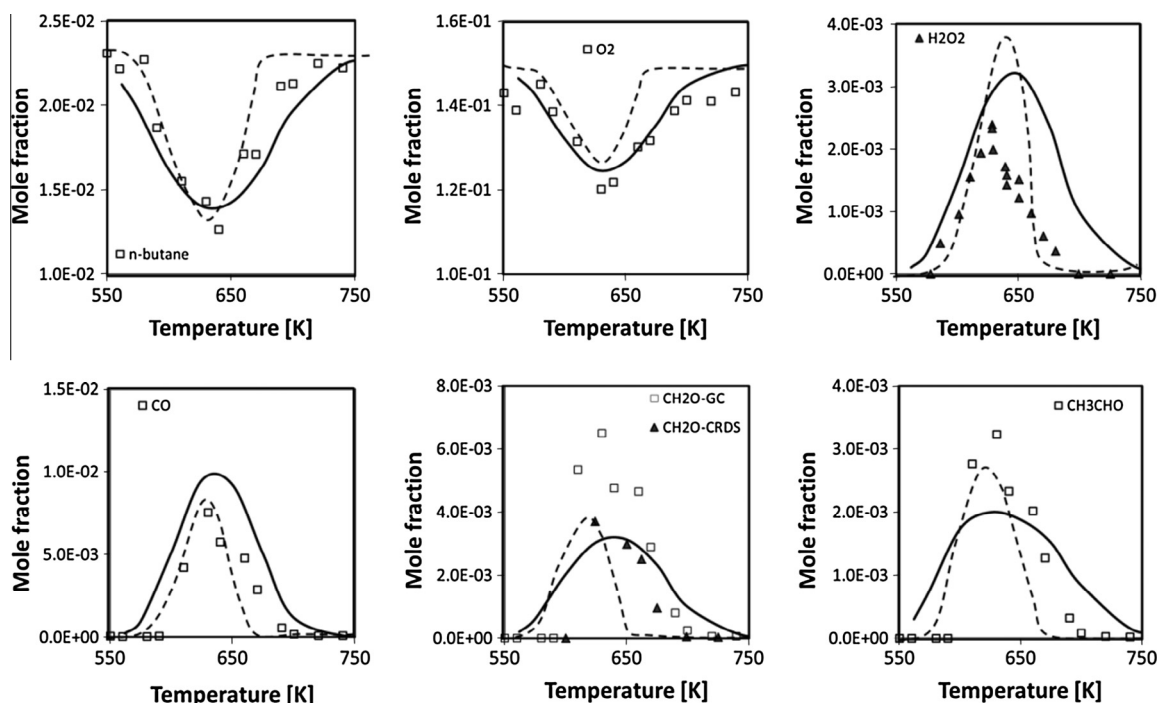 2.5E-02
2.0E-02
1.5E-02
1.0E-02
550
650
750
Mole fraction
Temperature [K]
n-butane
1.6E-01
1.4E-01
1.2E-01
1.0E-01
550
650
750
Mole fraction
Temperature [K]
O2
4.0E-03
3.0E-03
2.0E-03
1.0E-03
0.0E+00
550
650
750
Mole fraction
Temperature [K]
H2O2
1.5E-02
1.0E-02
5.0E-03
0.0E+00
550
650
750
Mole fraction
Temperature [K]
CO
8.0E-03
6.0E-03
4.0E-03
2.0E-03
0.0E+00
550
650
750
Mole fraction
Temperature [K]
CH2O-GC
CH2O-CRDS
4.0E-03
3.0E-03
2.0E-03
1.0E-03
0.0E+00
550
650
750
Mole fraction
Temperature [K]
CH3CHO